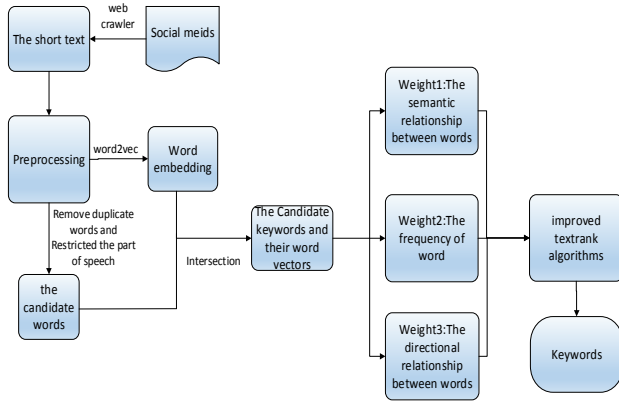 web
crawler
The short text
Social meids
Preprocessing
word2vec
Word
embedding
Remove duplicate
words and
Restricted the part
of speech
the
candidate
words
Intersection
The Candidate
keywords and
their word
vectors
Weight1:The
semantic
relationship
between words
Weight2:The
frequency of
word
Weight3:The
directional
relationship
between words
improved
textrank
algorithms
Keywords